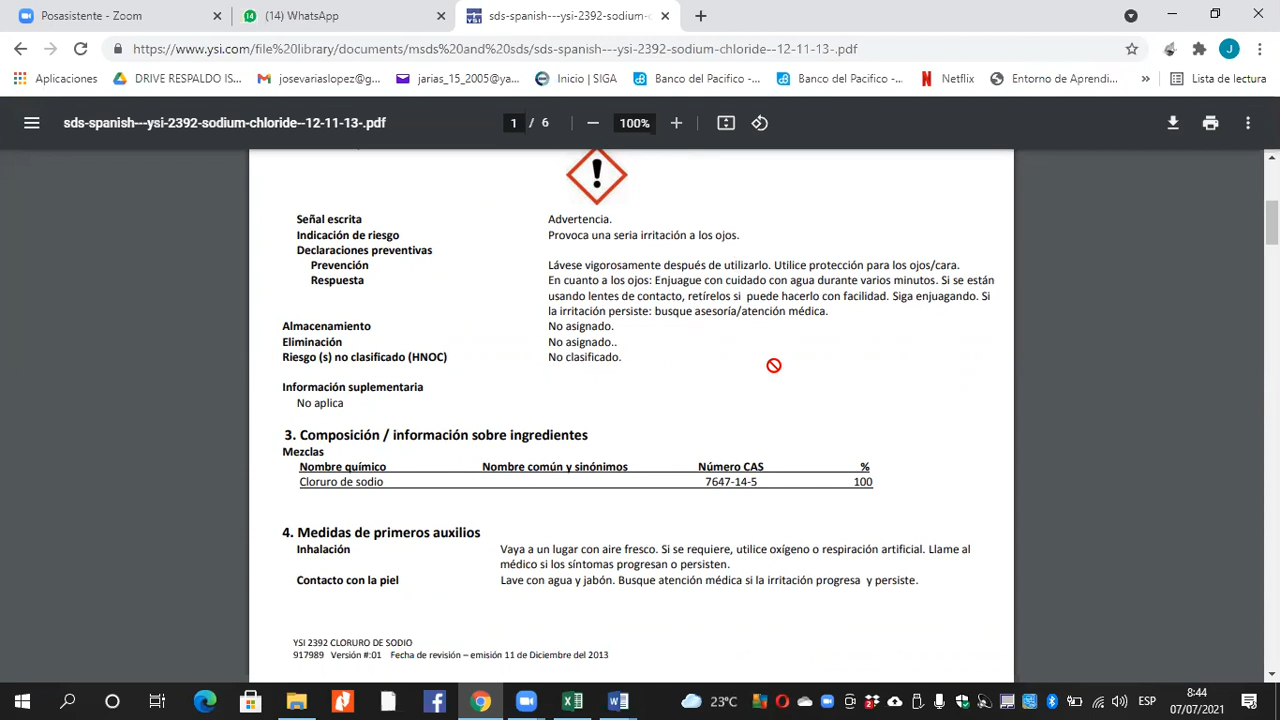 Posasistente - Zoom
(14) WhatsApp
sds-spanish---ysi-2392-sodium-c
https://www.ysi.com/file%20library/documents/msds%20and%20sds/sds-spanish---ysi-2392-sodium-chloride--12-11-13-.pdf
J
Aplicaciones
DRIVE RESPALDO IS...
josevariaslopez@g...
jarias_15_2005@ya...
Inicio | SIGA
Banco del Pacifico -...
Banco del Pacifico -...
Netflix
Entorno de Aprendi...
»
Lista de lectura
sds-spanish---ysi-2392-sodium-chloride--12-11-13-.pdf
1 / 6
100%
Señal escrita Advertencia.
Indicación de riesgo Provoca una seria irritación a los ojos.
Declaraciones preventivas
Prevención Lávese vigorosamente después de utilizarlo. Utilice protección para los ojos/cara.
Respuesta En cuanto a los ojos: Enjuague con cuidado con agua durante varios minutos. Si se están
usando lentes de contacto, retírelos si puede hacerlo con facilidad. Siga enjuagando. Si
la irritación persiste: busque asesoría/atención médica.
Almacenamiento No asignado.
Eliminación No asignado..
Riesgo (s) no clasificado (HNOC) No clasificado.
Información suplementaria
No aplica
3. Composición / información sobre ingredientes
Mezclas
Nombre químico Nombre común y sinónimos Número CAS %
Cloruro de sodio 7647-14-5 100
4. Medidas de primeros auxilios
Inhalación Vaya a un lugar con aire fresco. Si se requiere, utilice oxígeno o respiración artificial. Llame al
médico si los síntomas progresan o persisten.
Contacto con la piel Lave con agua y jabón. Busque atención médica si la irritación progresa y persiste.
YSI 2392 CLORURO DE SODIO
917989 Versión #:01 Fecha de revisión – emisión 11 de Diciembre del 2013
23°C
ESP
8:44
07/07/2021